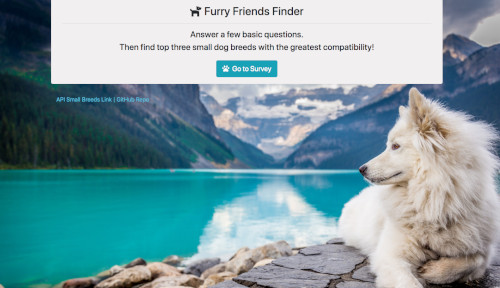 Furry Friends Finder
Answer a few basic questions.
Then find top three small dog breeds with the greatest compatibility!
Go to Survey
API Small Breeds Link | GitHub Repo